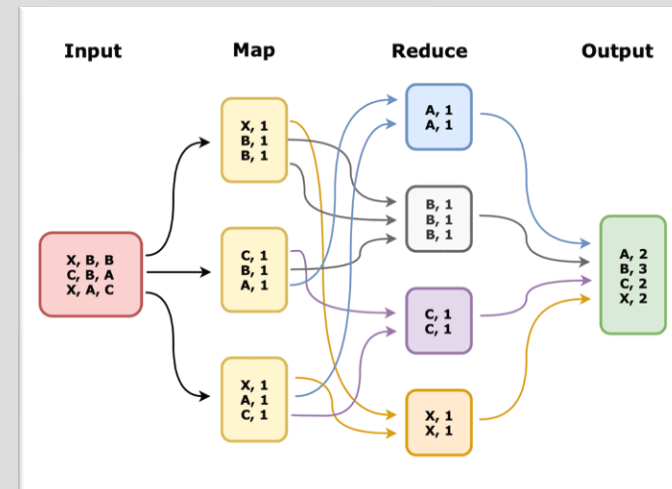 Input
Map
Reduce
Output
X, B, B
C, B, A
X, A, C
X, 1
B, 1
B, 1
C, 1
B, 1
A, 1
X, 1
A, 1
C, 1
A, 1
A, 1
B, 1
B, 1
B, 1
C, 1
C, 1
X, 1
X, 1
A, 2
B, 3
C, 2
X, 2